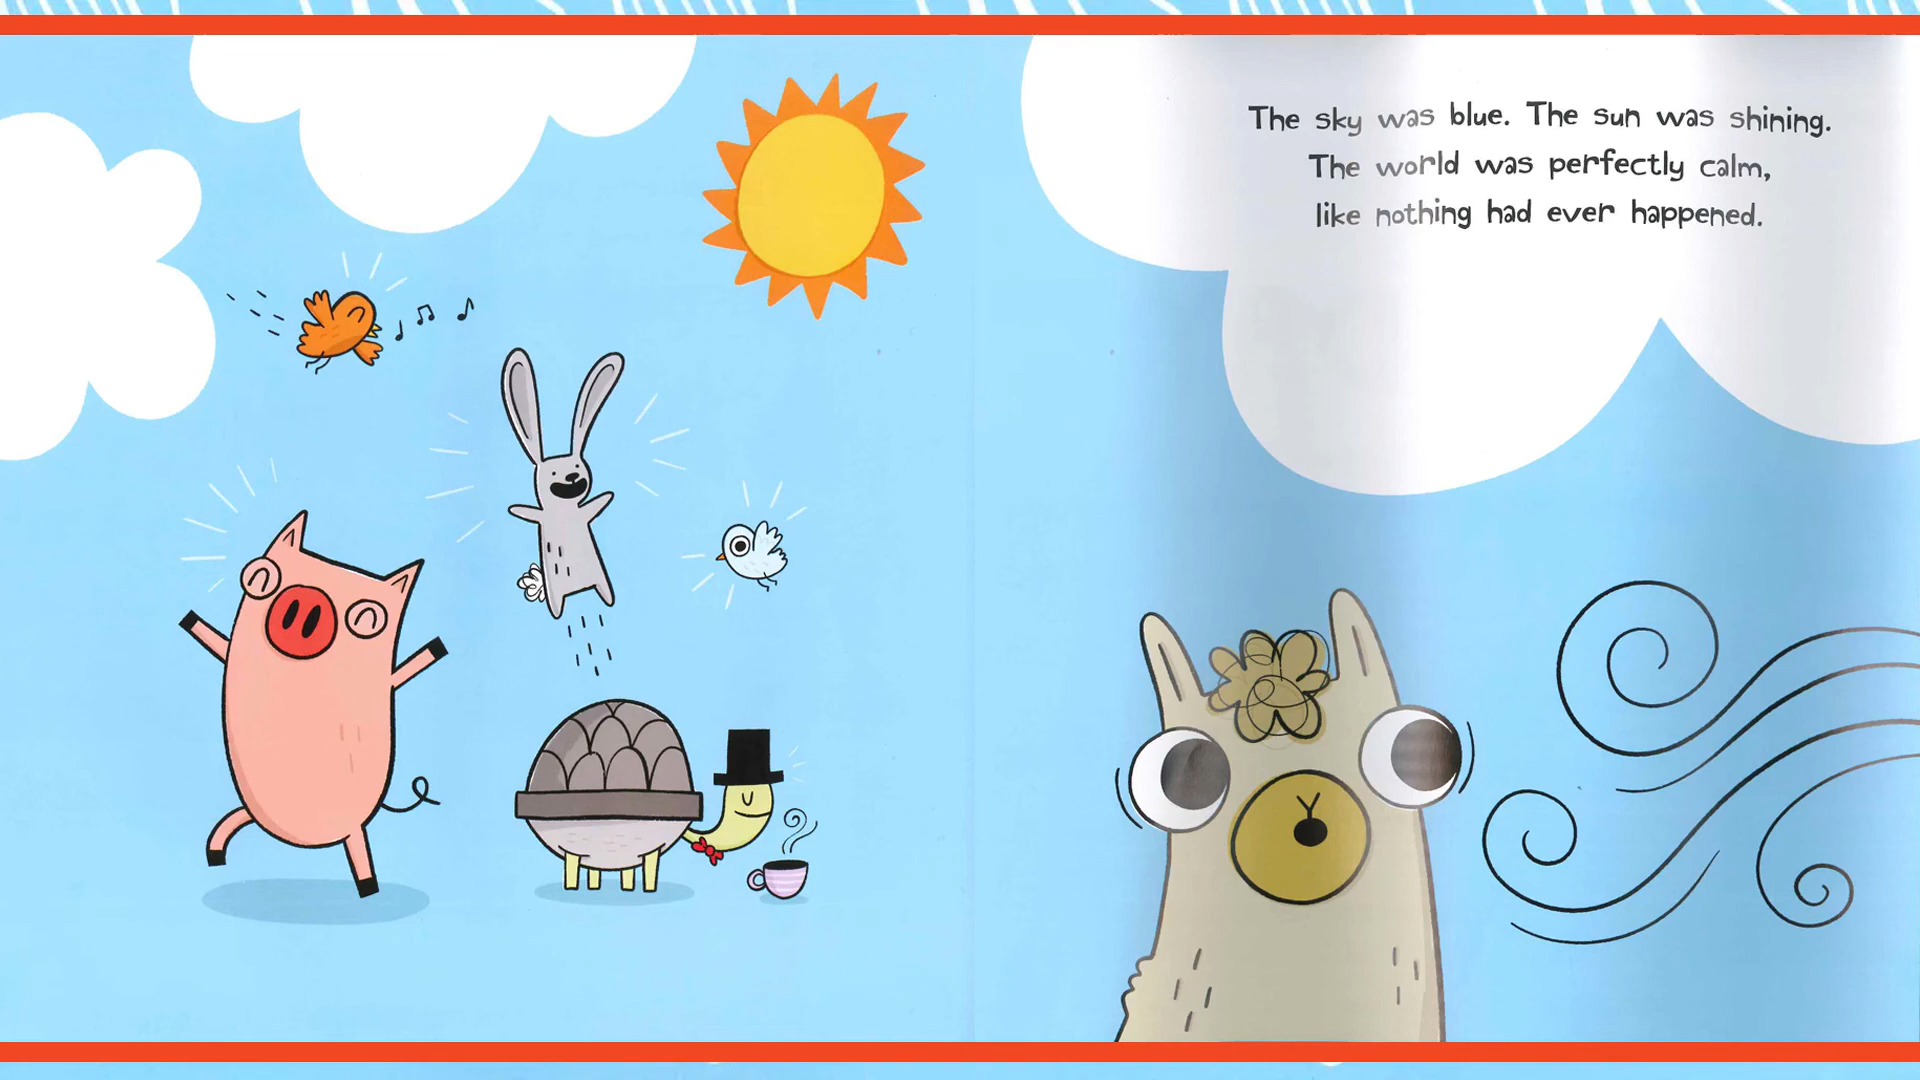 The sky was blue. The sun was shining.
The world was perfectly calm,
like nothing had ever happened.